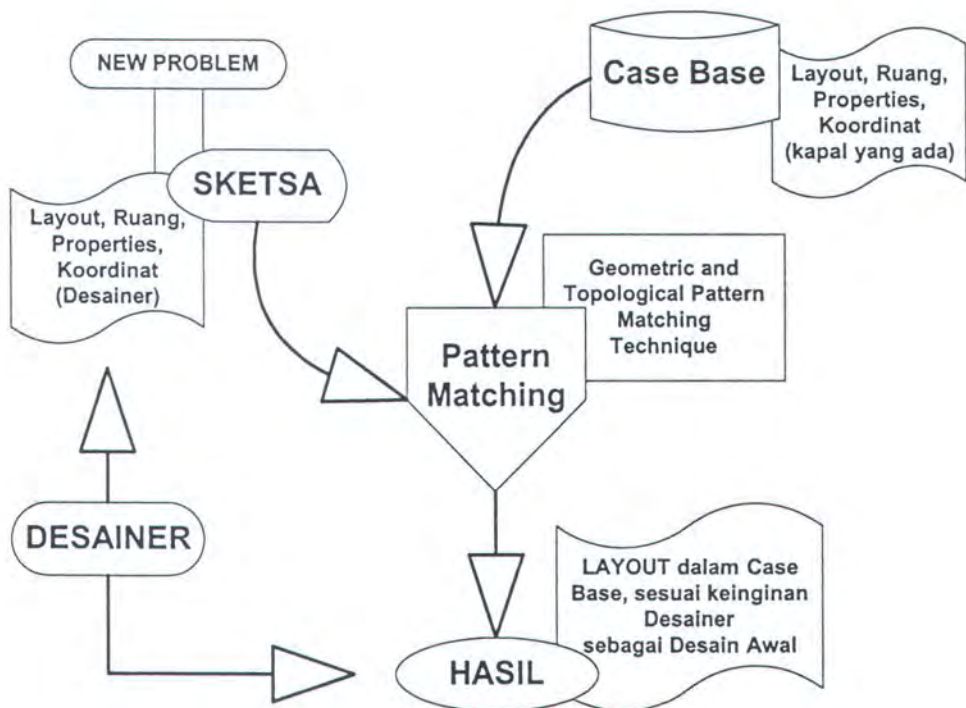 NEW PROBLEM
SKETSA
Layout, Ruang,
Properties,
Koordinat
(Desainer)
Case Base
Layout, Ruang,
Properties,
Koordinat
(kapal yang ada)
Geometric and
Topological Pattern
Matching
Technique
Pattern
Matching
DESAINER
LAYOUT dalam Case
Base, sesuai keinginan
Desainer
sebagai Desain Awal
HASIL